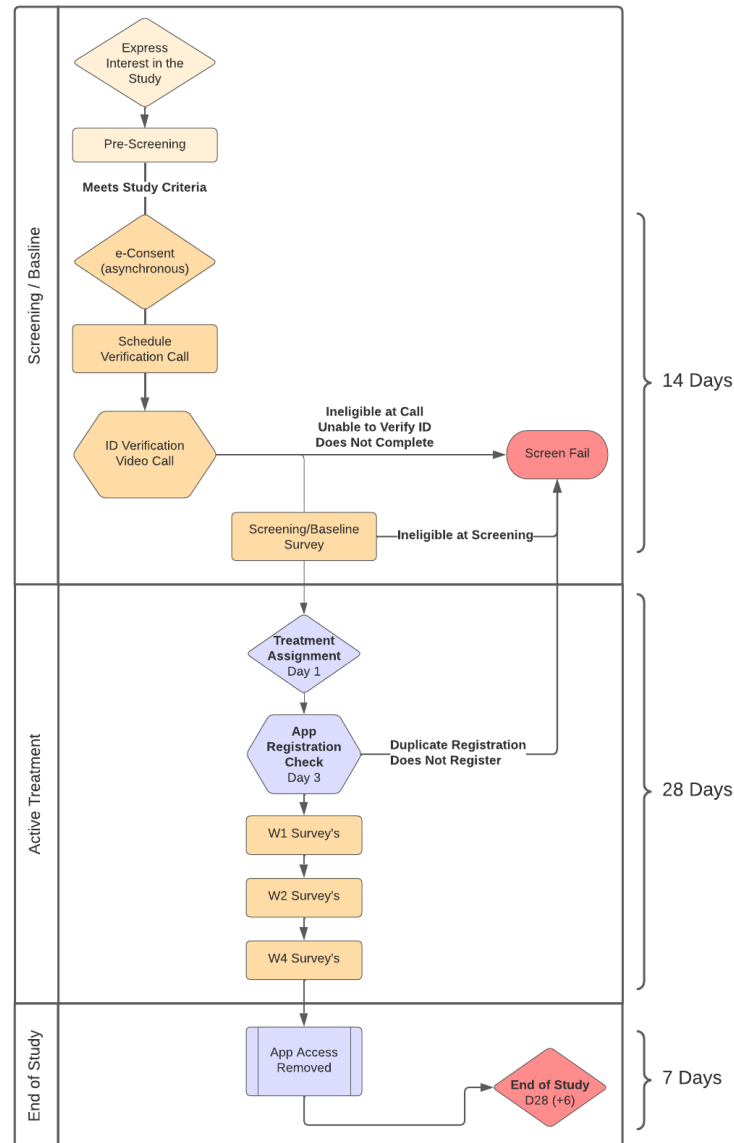 Express
Interest in the
Study
Pre-Screening
Meets Study Criteria
e-Consent
(asynchronous)
Schedule
Verification Call
ID Verification
Video Call
Ineligible at Call
Unable to Verify ID
Does Not Complete
Screen Fail
Screening/Baseline
Survey
Ineligible at Screening
Screening / Basline
14 Days
Treatment
Assignment
Day 1
App
Registration
Check
Day 3
Duplicate Registration
Does Not Register
W1 Survey's
W2 Survey's
W4 Survey's
Active Treatment
28 Days
App Access
Removed
End of Study
D28 (+6)
End of Study
7 Days